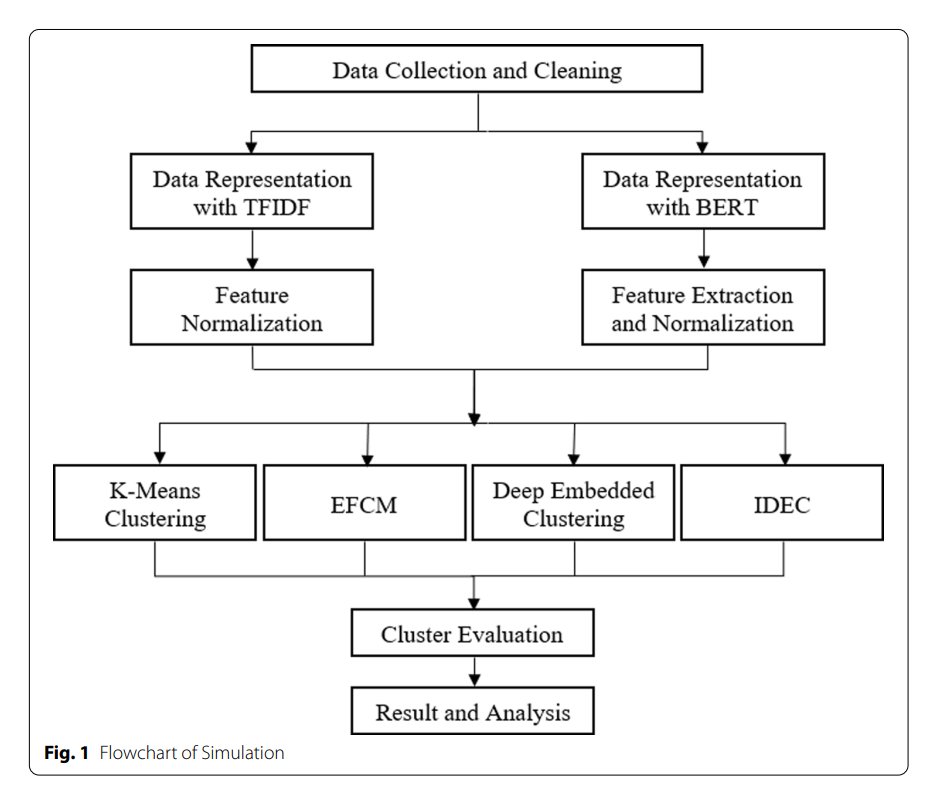 Data Collection and Cleaning
Data Representation
with TFIDF
Data Representation
with BERT
Feature
Normalization
Feature Extraction
and Normalization
K-Means
Clustering
EFCM
Deep Embedded
Clustering
IDEC
Cluster Evaluation
Result and Analysis
Fig. 1 Flowchart of Simulation